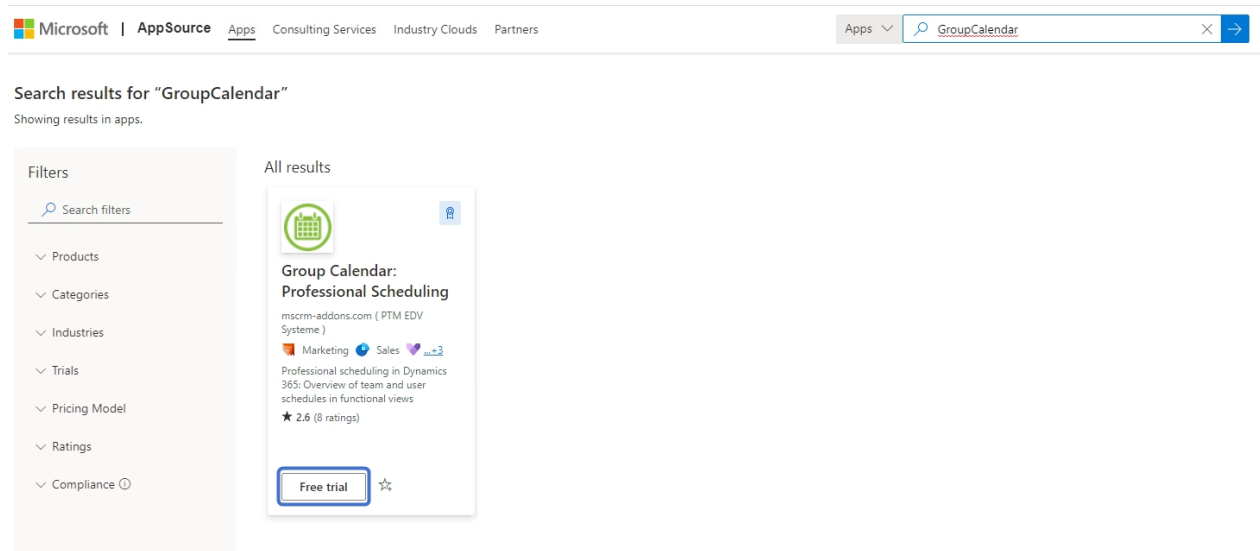 Microsoft | AppSource Apps Consulting Services Industry Clouds Partners Apps GroupCalendar
Search results for “GroupCalendar”
Showing results in apps.
Filters
Search filters
Products
Categories
Industries
Trials
Pricing Model
Ratings
Compliance
All results
Group Calendar:
Professional Scheduling
mscrm-addons.com ( PTM EDV
Systeme )
Marketing Sales ...+3
Professional scheduling in Dynamics
365: Overview of team and user
schedules in functional views
★ 2.6 (8 ratings)
Free trial